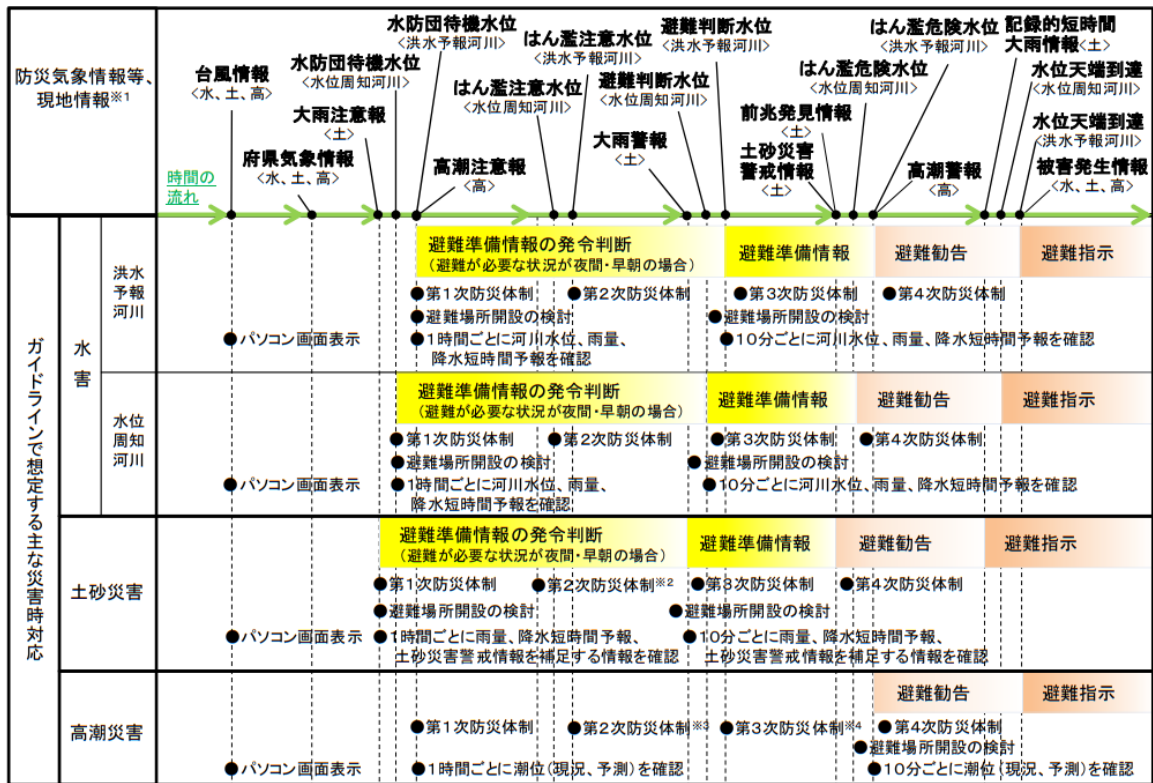 防災気象情報等、
現地情報※1
台風情報
<水、土、高>
府県気象情報
<水、土、高>
大雨注意報
<土>
水防団待機水位
<水位周知河川>
水防団待機水位
<洪水予報河川>
高潮注意報
<高>
はん濫注意水位
<水位周知河川>
はん濫注意水位
<洪水予報河川>
大雨警報
<土>
避難判断水位
<水位周知河川>
避難判断水位
<洪水予報河川>
前兆発見情報
<土>
土砂災害
警戒情報
<土>
はん濫危険水位
<水位周知河川>
はん濫危険水位
<洪水予報河川>
高潮警報
<高>
記録的短時間
大雨情報<土>
水位天端到達
<水位周知河川>
水位天端到達
<洪水予報河川>
被害発生情報
<水、土、高>
時間の
流れ
ガイドラインで想定する主な災害時対応
水害
洪水
予報
河川
避難準備情報の発令判断
(避難が必要な状況が夜間・早朝の場合)
避難準備情報
避難勧告
避難指示
●第1次防災体制
●第2次防災体制
●第3次防災体制
●第4次防災体制
●避難場所開設の検討
●避難場所開設の検討
●パソコン画面表示
●1時間ごとに河川水位、雨量、
降水短時間予報を確認
●10分ごとに河川水位、雨量、降水短時間予報を確認
水位
周知
河川
避難準備情報の発令判断
(避難が必要な状況が夜間・早朝の場合)
避難準備情報
避難勧告
避難指示
●第1次防災体制
●第2次防災体制
●第3次防災体制
●第4次防災体制
●避難場所開設の検討
●避難場所開設の検討
●パソコン画面表示
●1時間ごとに河川水位、雨量、
降水短時間予報を確認
●10分ごとに河川水位、雨量、降水短時間予報を確認
土砂災害
避難準備情報の発令判断
(避難が必要な状況が夜間・早朝の場合)
避難準備情報
避難勧告
避難指示
●第1次防災体制
●第2次防災体制※2
●第3次防災体制
●第4次防災体制
●避難場所開設の検討
●避難場所開設の検討
●パソコン画面表示
●1時間ごとに雨量、降水短時間予報、
土砂災害警戒情報を補足する情報を確認
●10分ごとに雨量、降水短時間予報、
土砂災害警戒情報を補足する情報を確認
高潮災害
避難勧告
避難指示
●第1次防災体制
●第2次防災体制※3
●第3次防災体制※4
●第4次防災体制
●避難場所開設の検討
●パソコン画面表示
●1時間ごとに潮位(現況、予測)を確認
●10分ごとに潮位(現況、予測)を確認